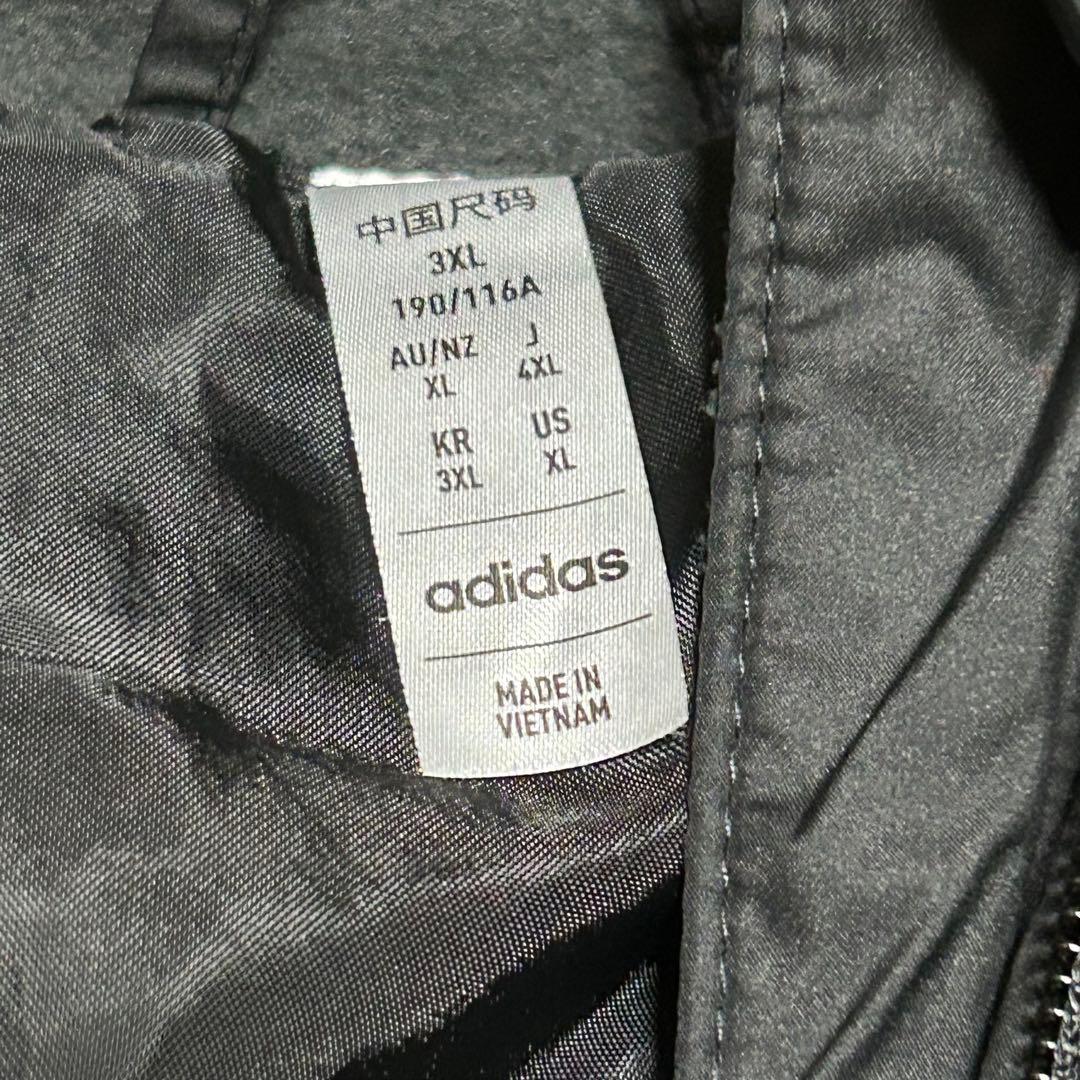 中国尺码
3XL
190/116A
AU/NZ J
XL 4XL
KR US
3XL XL
adidas
MADE IN
VIETNAM